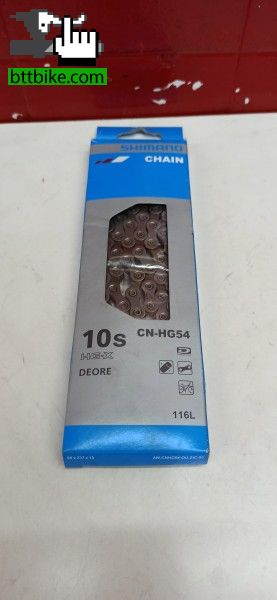 bttbike.com
SHIMANO
CHAIN
10s
CN-HG54
HG-X
DEORE
116L